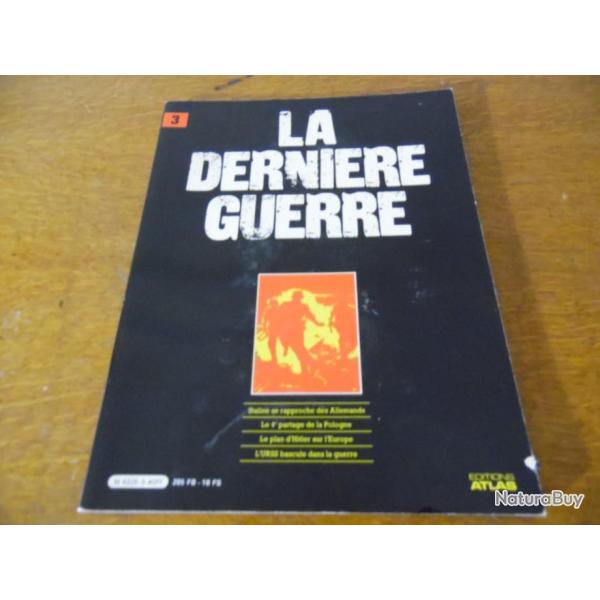 3
LA
DERNIERE
GUERRE
Staline se rapproche des Allemands
Le 4e partage de la Pologne
Le plan d'Hitler sur l'Europe
L'URSS bascule dans la guerre
285 FB - 18 FS
EDITIONS
ATLAS
NaturaBuy